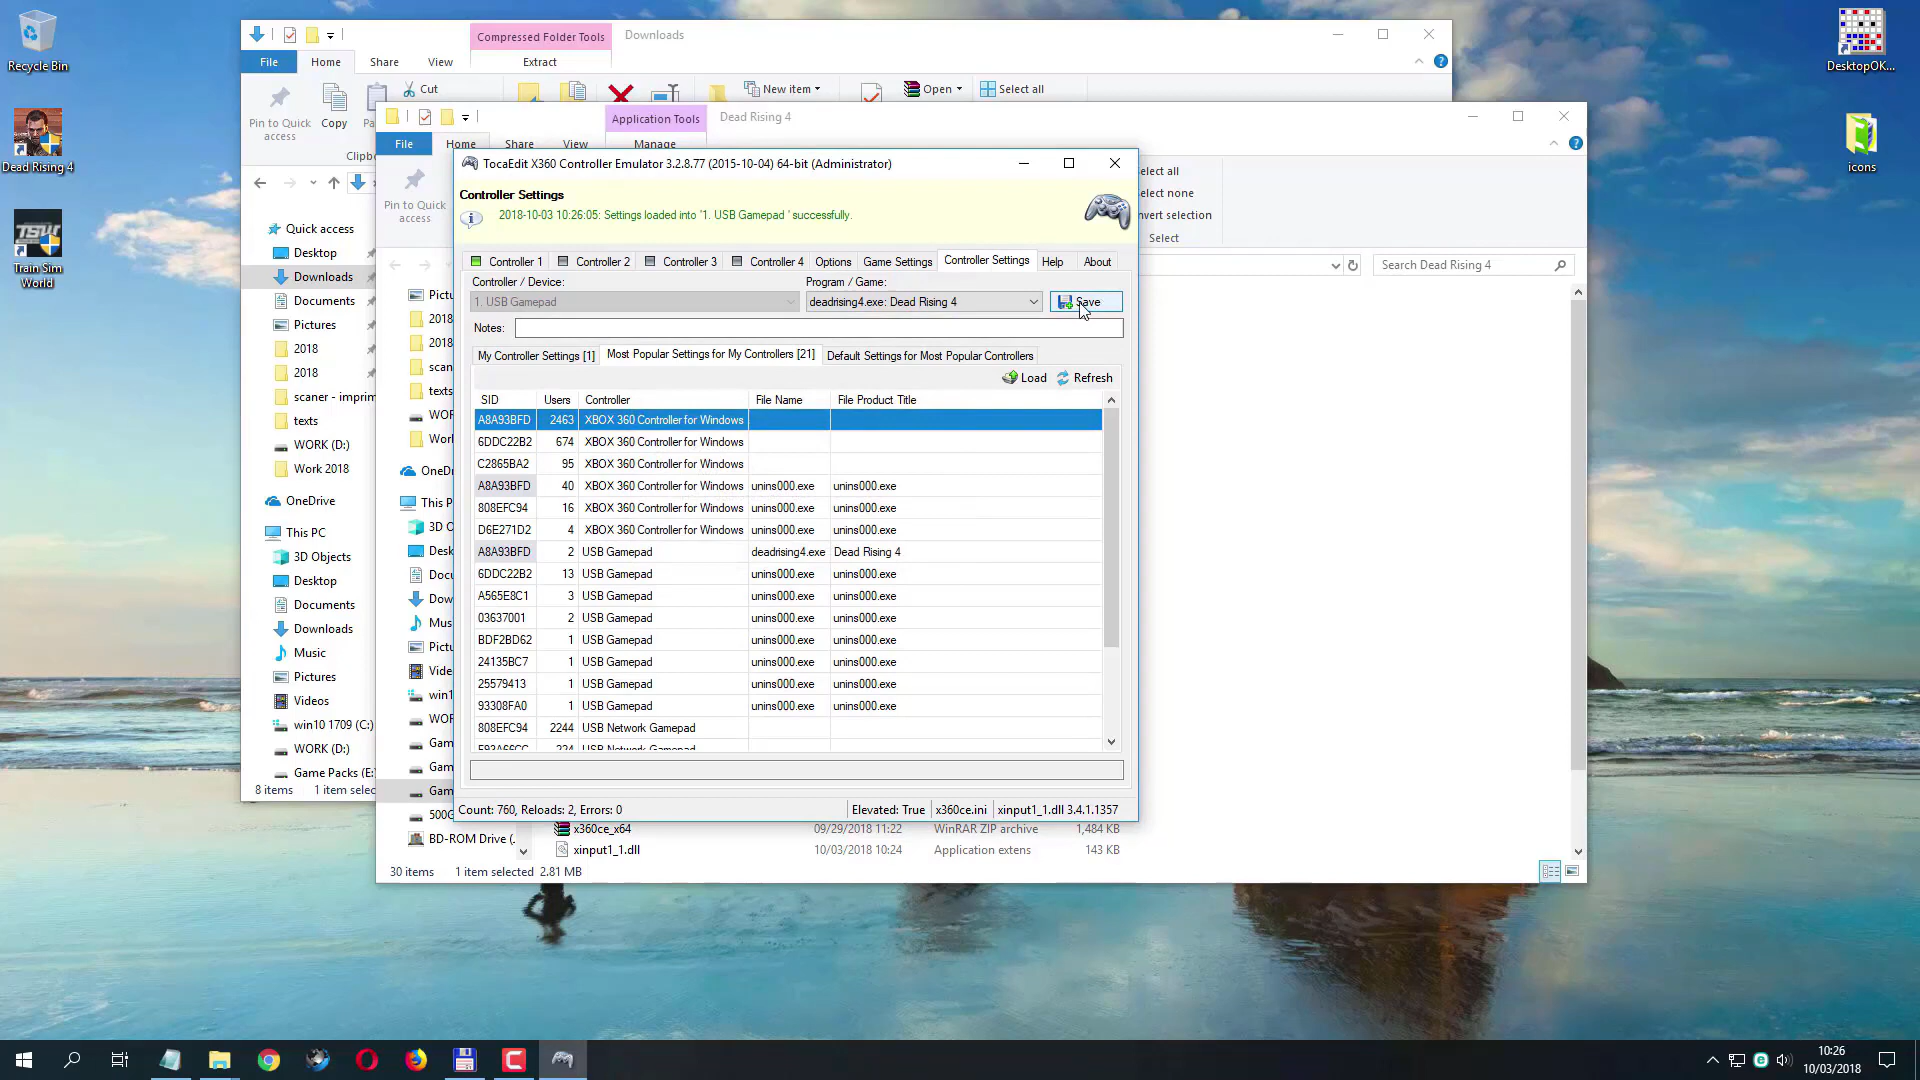 Recycle Bin
Dead Rising 4
Train Sim
World
DesktopOK...
icons
Compressed Folder Tools
Downloads
File
Home
Share
View
Extract
Pin to Quick
access
Copy
Cut
New item
Open
Select all
Application Tools
Dead Rising 4
File
Home
Share
View
Manage
Pin to Quick
access
Select
Search Dead Rising 4
Quick access
Desktop
Downloads
Documents
Pictures
2018
2018
scaner - imprim
texts
WORK (D:)
Work 2018
OneDrive
This PC
3D Objects
Desktop
Documents
Downloads
Music
Pictures
Videos
win10 1709 (C:)
WORK (D:)
Game Packs (E:
8 items
1 item selec
TocaEdit X360 Controller Emulator 3.2.8.77 (2015-10-04) 64-bit (Administrator)
Controller Settings
2018-10-03 10:26:05: Settings loaded into '1. USB Gamepad ' successfully.
Controller 1
Controller 2
Controller 3
Controller 4
Options
Game Settings
Controller Settings
Help
About
Controller / Device:
Program / Game:
1. USB Gamepad
deadrising4.exe: Dead Rising 4
Save
Notes:
My Controller Settings [1]
Most Popular Settings for My Controllers [21]
Default Settings for Most Popular Controllers
Load
Refresh
SID Users Controller File Name File Product Title
A8A93BFD 2463 XBOX 360 Controller for Windows
6DDC22B2 674 XBOX 360 Controller for Windows
C2865BA2 95 XBOX 360 Controller for Windows
A8A93BFD 40 XBOX 360 Controller for Windows unins000.exe unins000.exe
808EFC94 16 XBOX 360 Controller for Windows unins000.exe unins000.exe
D6E271D2 4 XBOX 360 Controller for Windows unins000.exe unins000.exe
A8A93BFD 2 USB Gamepad deadrising4.exe Dead Rising 4
6DDC22B2 13 USB Gamepad unins000.exe unins000.exe
A565E8C1 3 USB Gamepad unins000.exe unins000.exe
03637001 2 USB Gamepad unins000.exe unins000.exe
BDF2BD62 1 USB Gamepad unins000.exe unins000.exe
24135BC7 1 USB Gamepad unins000.exe unins000.exe
25579413 1 USB Gamepad unins000.exe unins000.exe
93308FA0 1 USB Gamepad unins000.exe unins000.exe
808EFC94 2244 USB Network Gamepad
224 USB Network Gamepad
Count: 760, Reloads: 2, Errors: 0
Elevated: True
x360ce.ini
xinput1_1.dll 3.4.1.1357
x360ce_x64 09/29/2018 11:22 WinRAR ZIP archive 1,484 KB
xinput1_1.dll 10/03/2018 10:24 Application extens 143 KB
BD-ROM Drive (
30 items
1 item selected 2.81 MB
10:26
10/03/2018